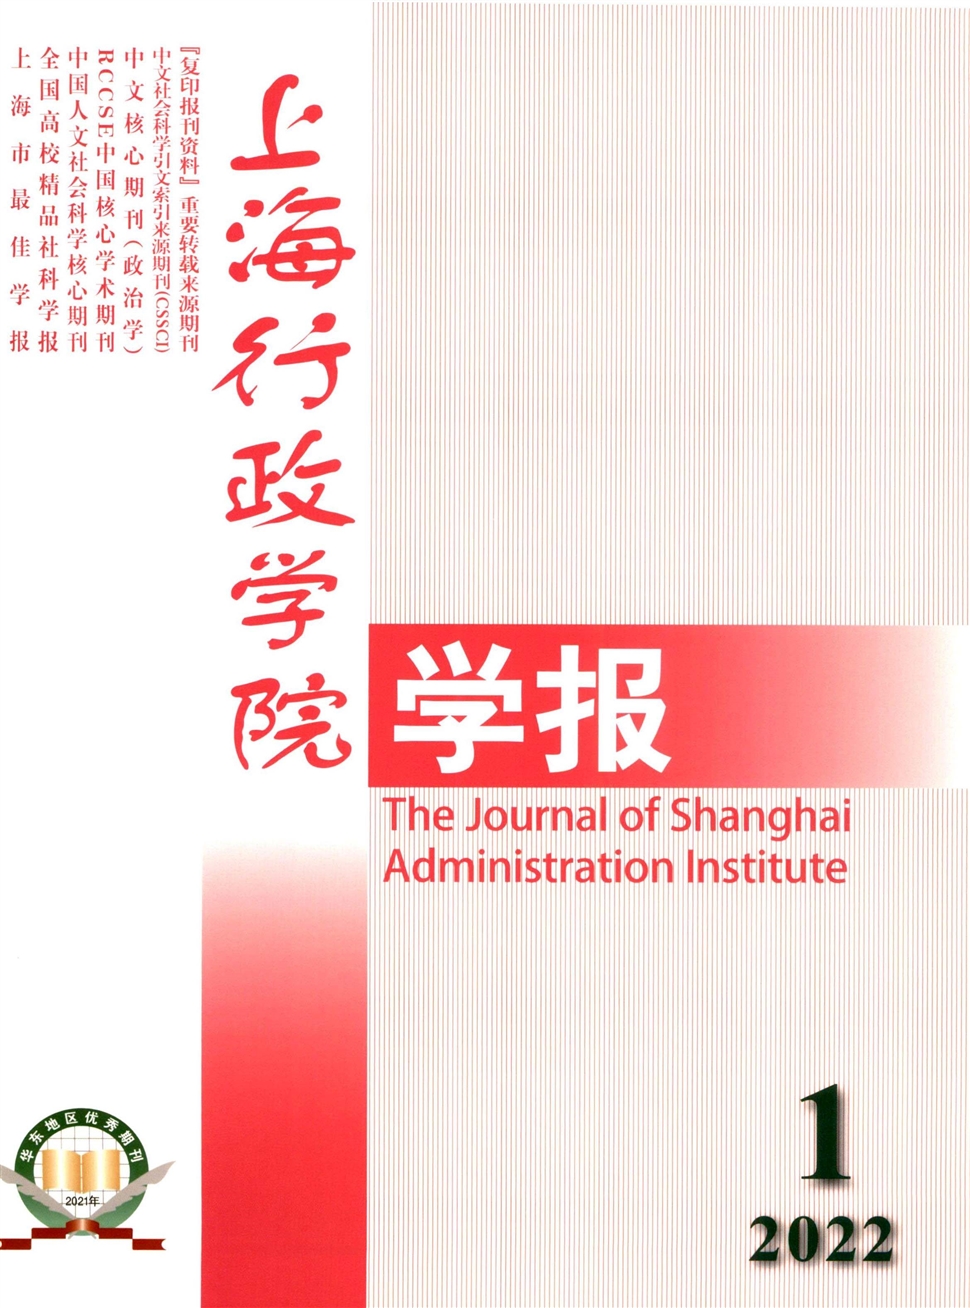 『复印报刊资料』重要转载来源期刊
中文社会科学引文索引来源期刊(CSSCI)
中文核心期刊(政治学)
RCCSE中国核心学术期刊
中国人文社会科学核心期刊
全国高校精品社科学报
上海市最佳学报
上海行政学院
学报
The Journal of Shanghai
Administration Institute
华东地区优秀期刊
2021年
1
2022